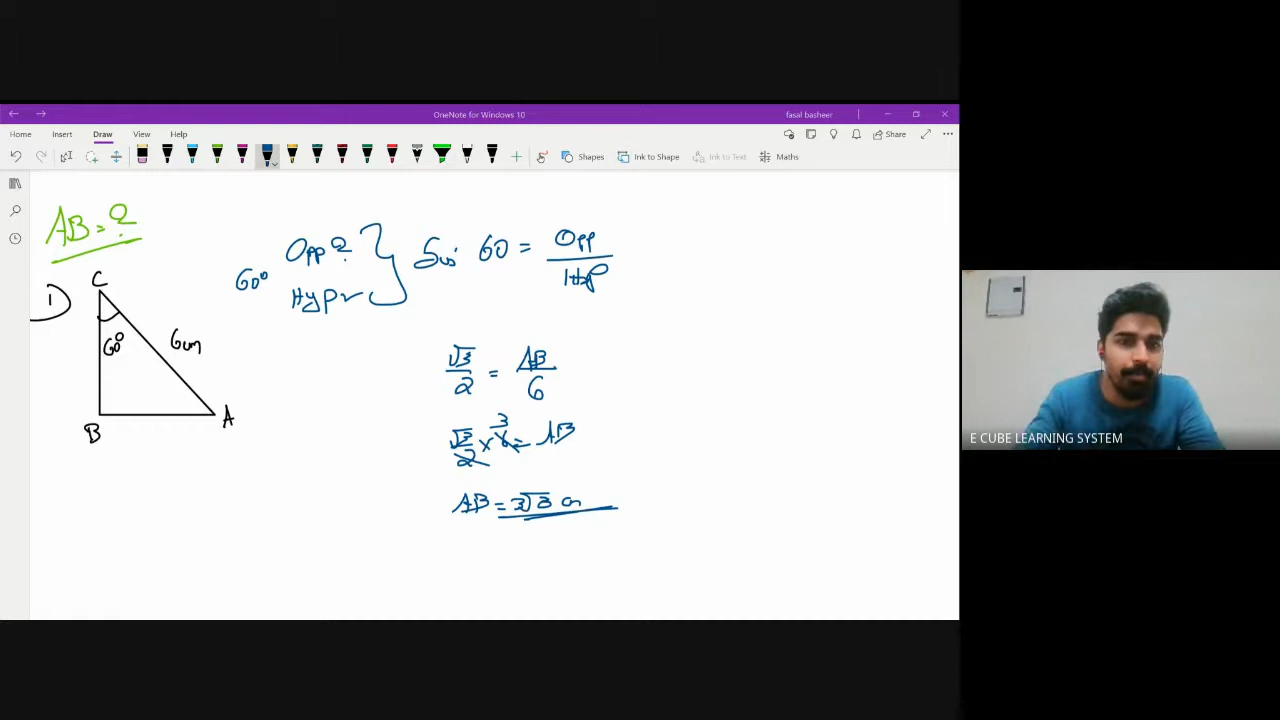 OneNote for Windows 10
fasal basheer
Home Insert Draw View Help
Share
Shapes Ink to Shape Ink to Text Maths
AB = ?
1)
C
60°
6cm
B
A
60°
Opp ?
Hyp ✓
Sin 60 = Opp / Hyp
√3/2 = AB/6
√3/2 × 6 = AB
3
AB = 3√3 cm
E CUBE LEARNING SYSTEM